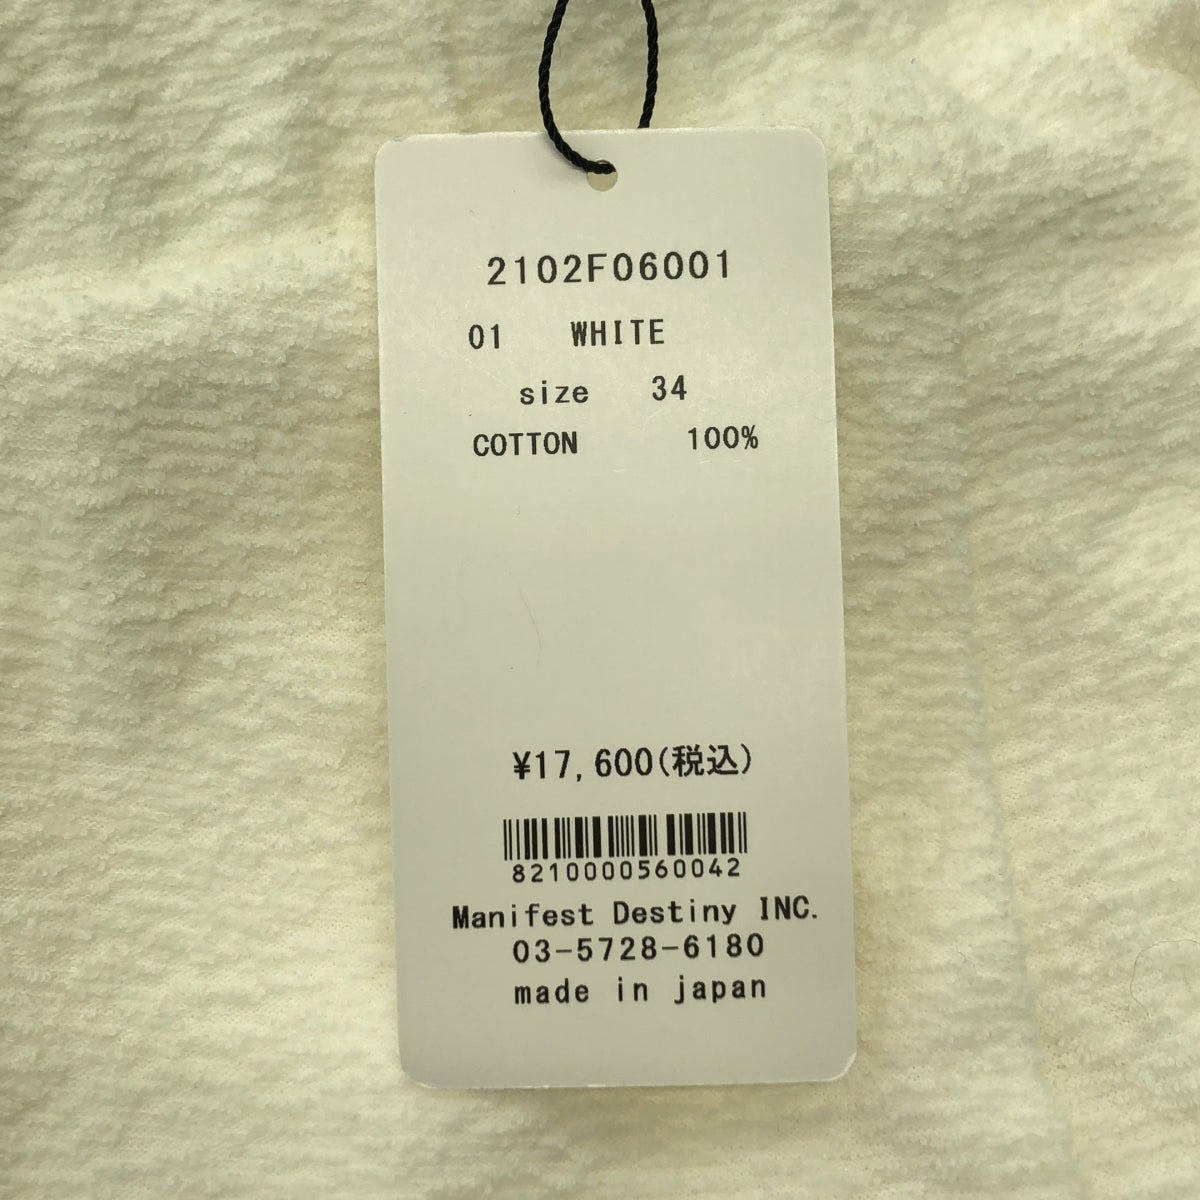 2102F06001
01 WHITE
size 34
COTTON 100%
¥17,600(税込)
8210000560042
Manifest Destiny INC.
03-5728-6180
made in japan